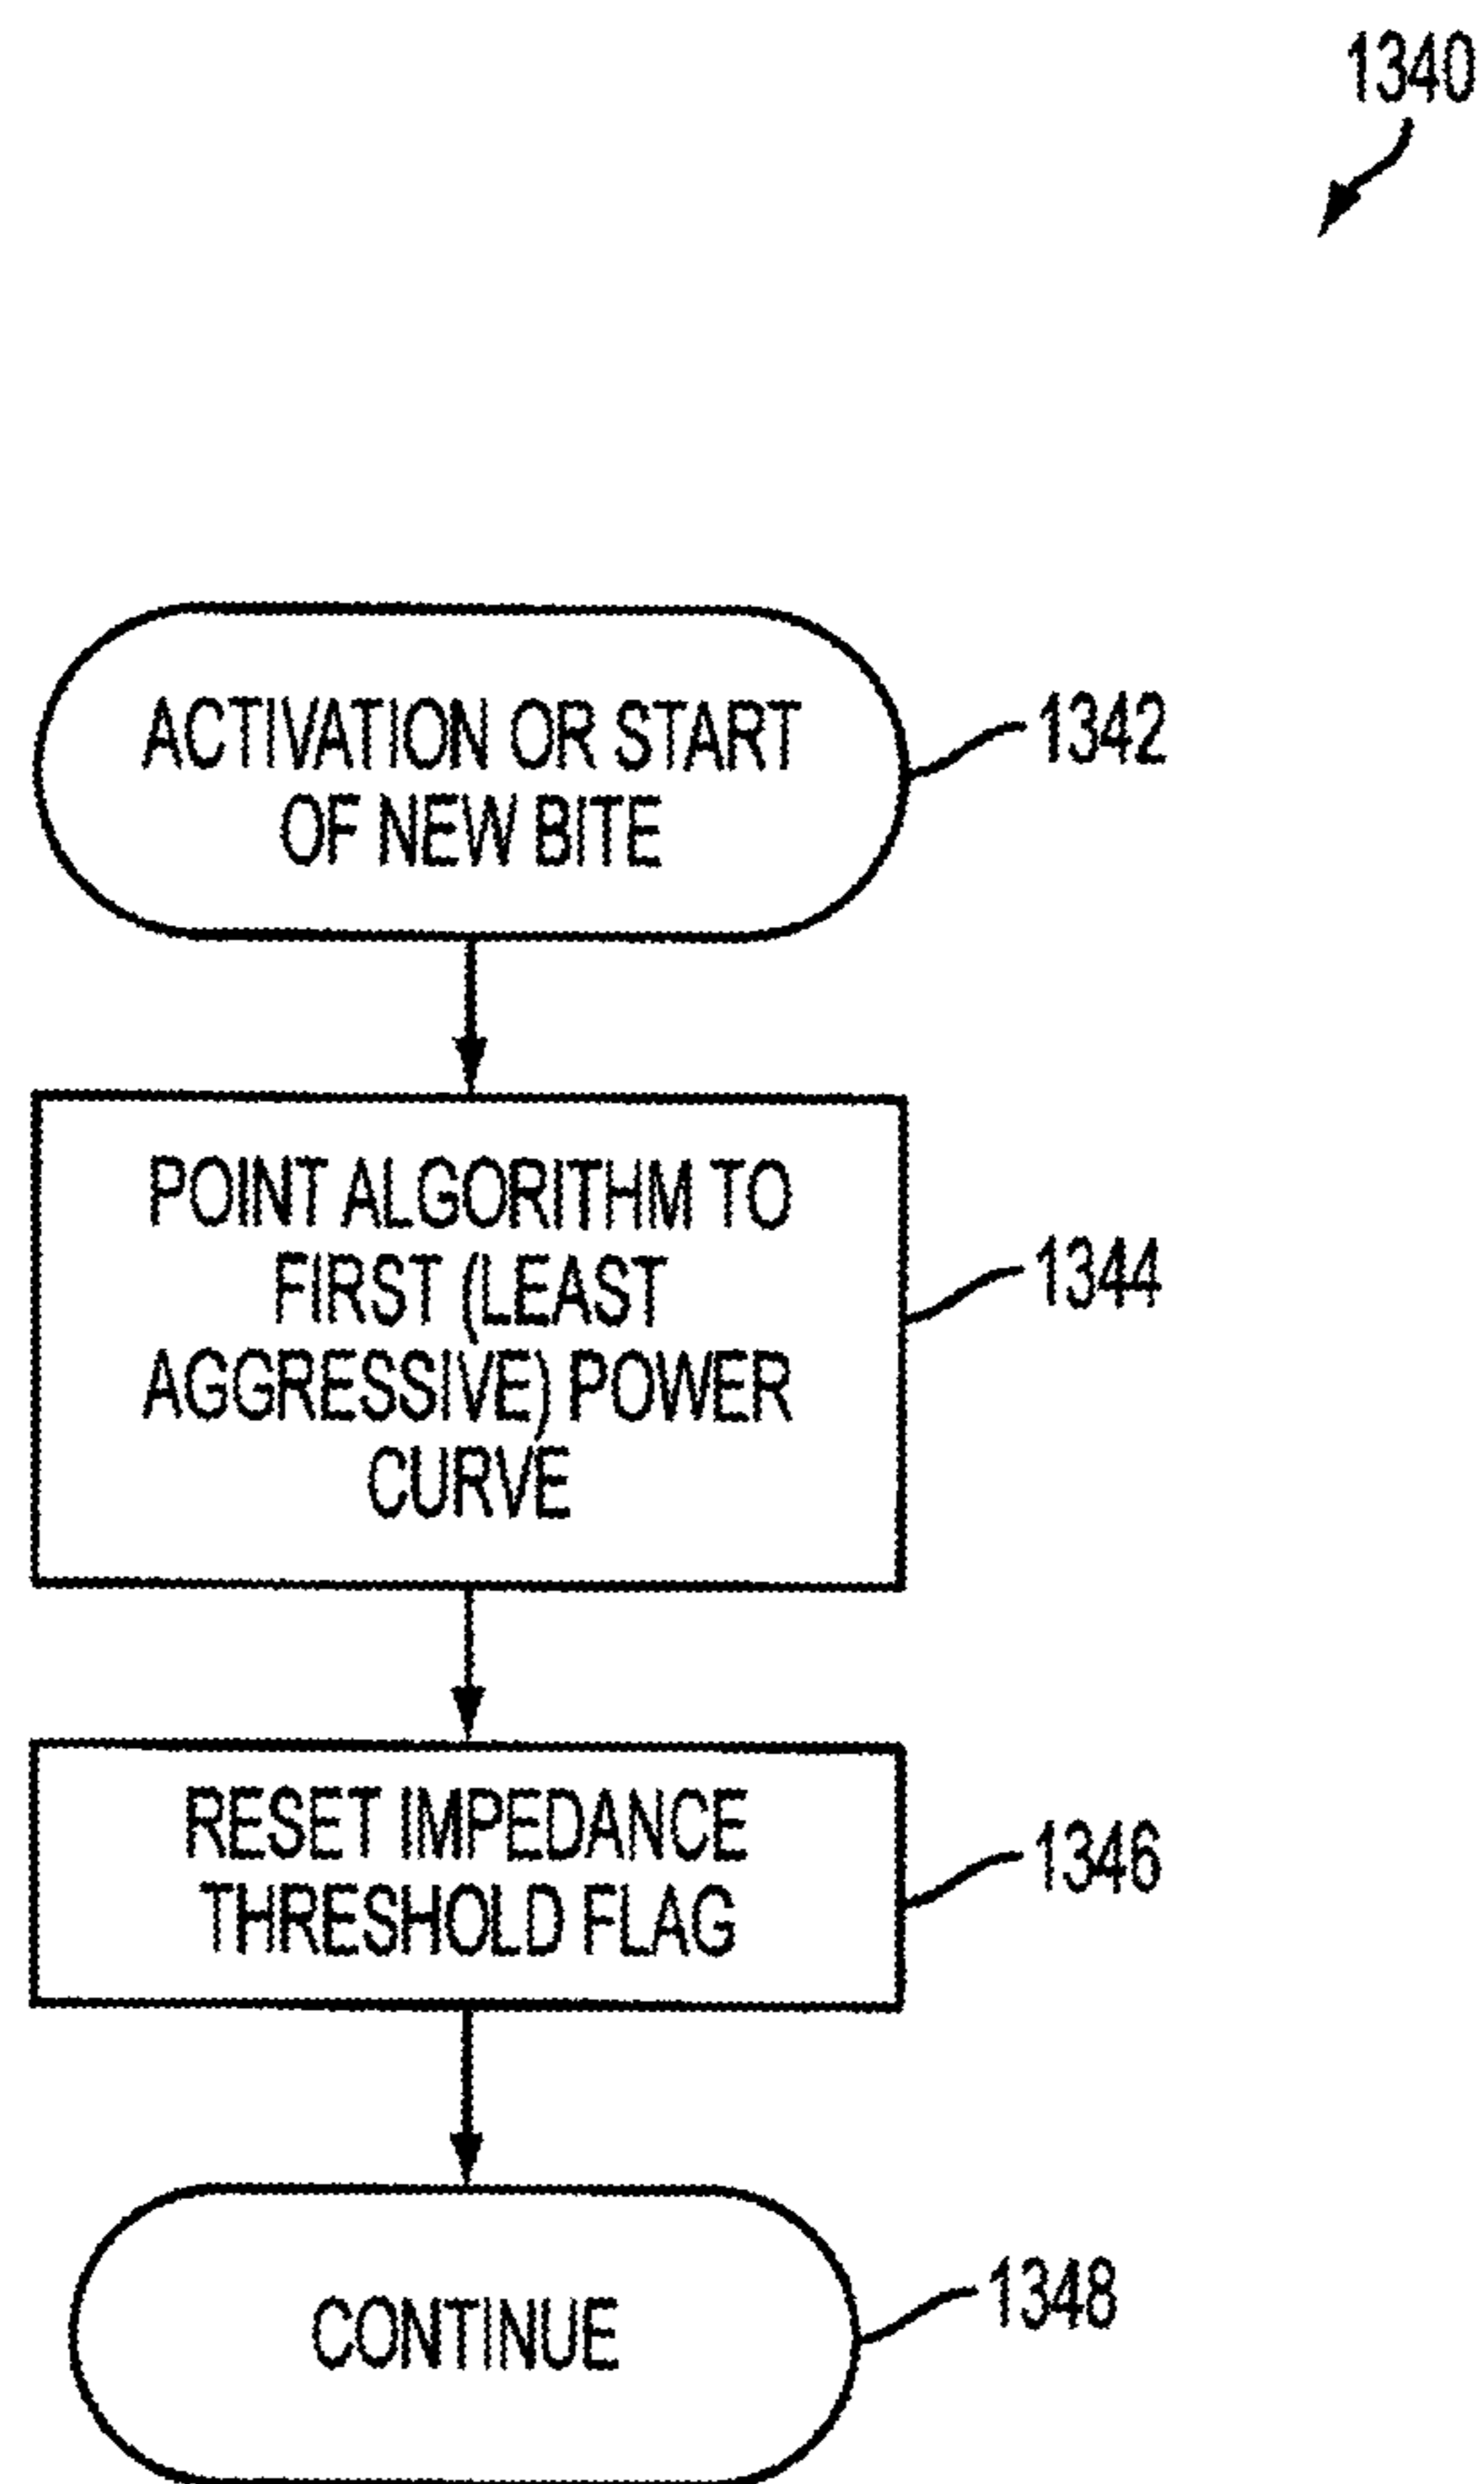 1340
ACTIVATION OR START
OF NEW BITE
1342
POINT ALGORITHM TO
FIRST (LEAST
AGGRESSIVE) POWER
CURVE
1344
RESET IMPEDANCE
THRESHOLD FLAG
1346
CONTINUE
1348